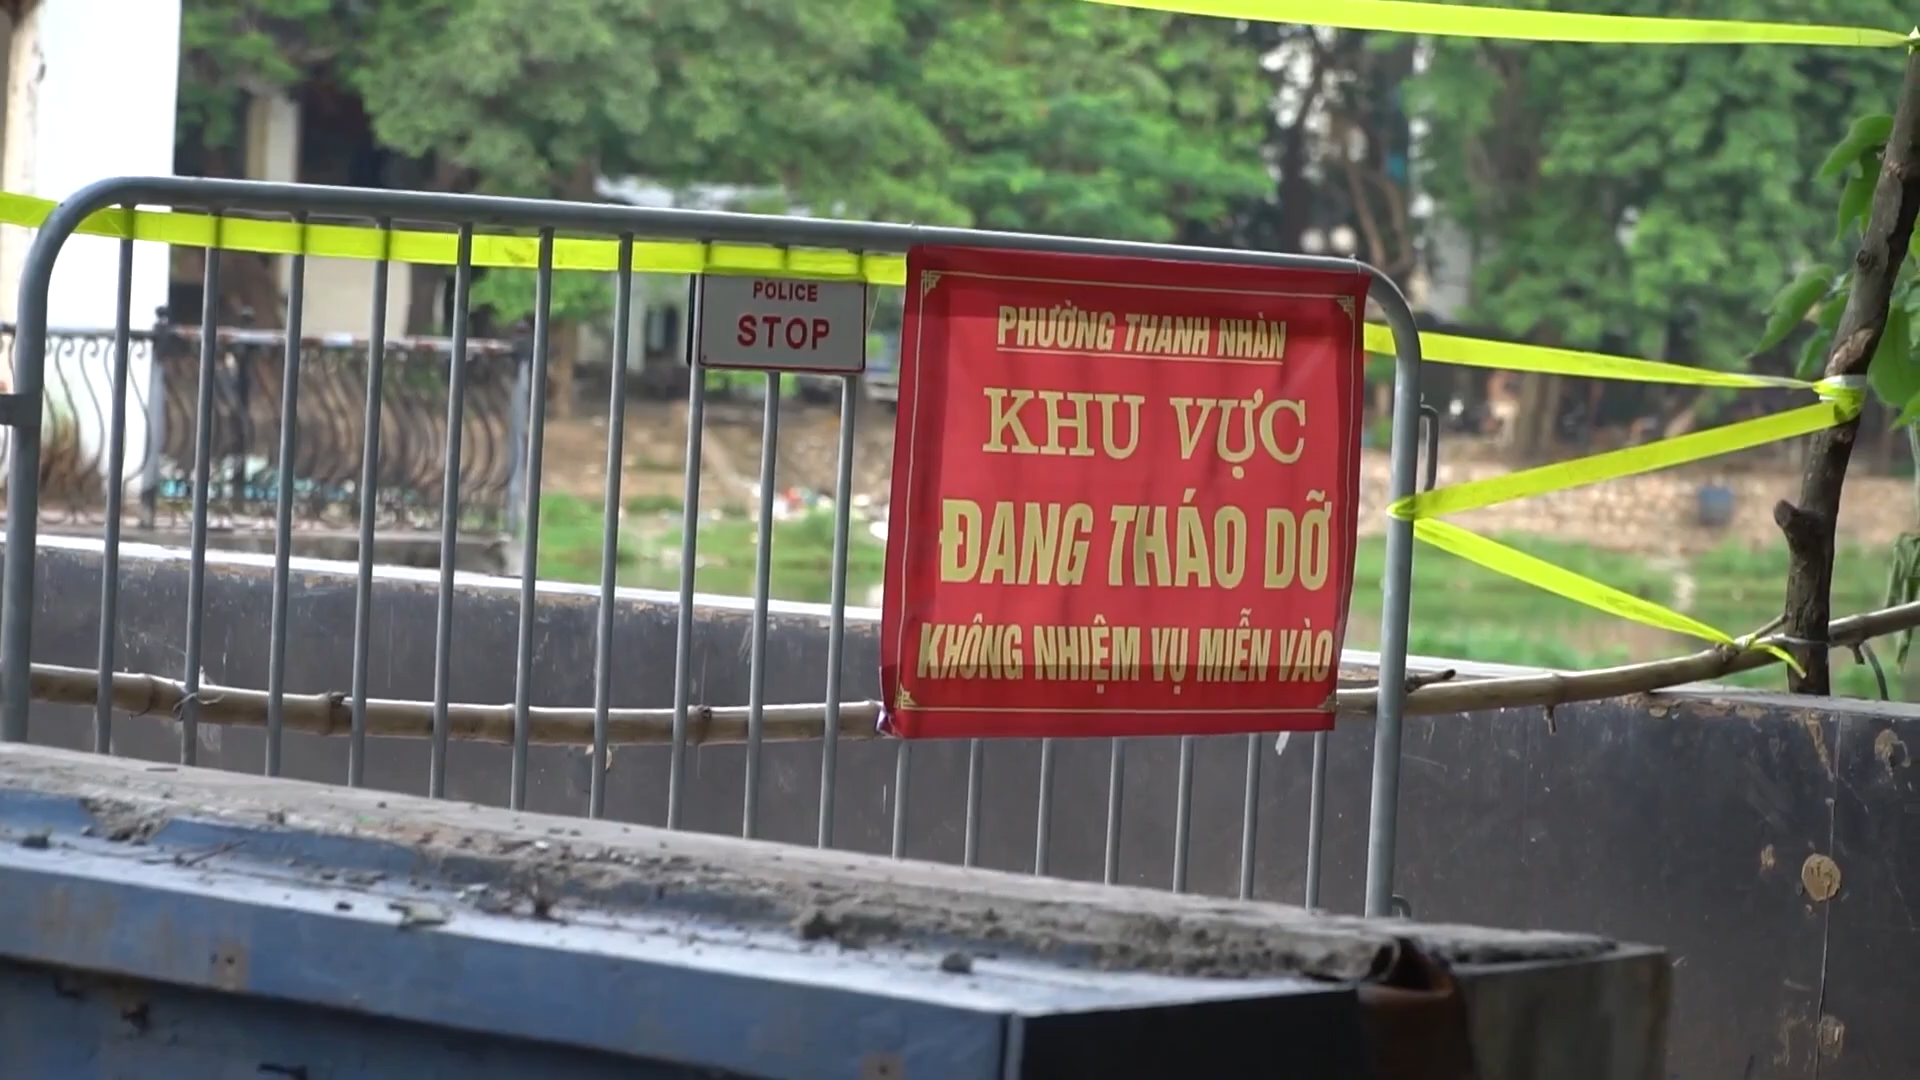 POLICE
STOP
PHƯỜNG THANH NHÀN
KHU VỰC
ĐANG THÁO DỠ
KHÔNG NHIỆM VỤ MIỄN VÀO